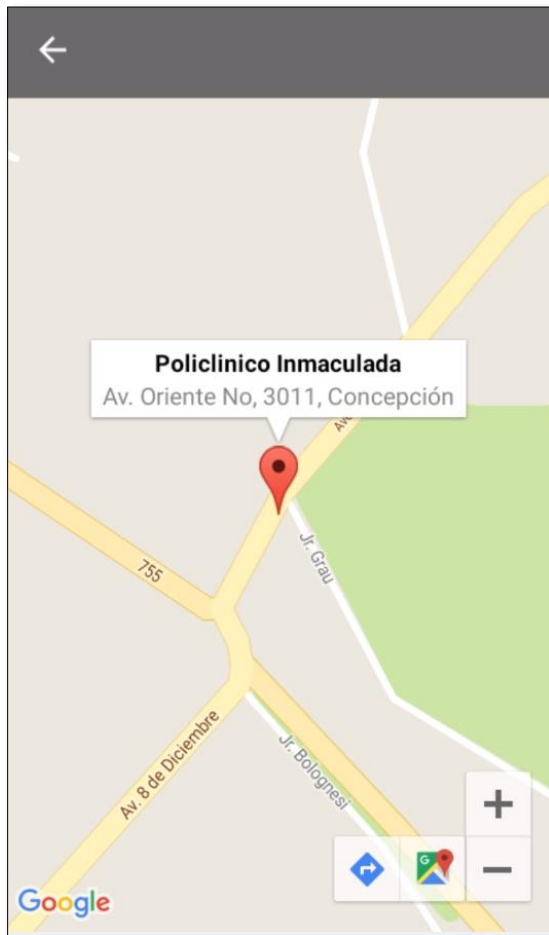 Policlinico Inmaculada
Av. Oriente No, 3011, Concepción
Jr. Grau
755
Av. 8 de Diciembre
Jr. Bolognesi
Google